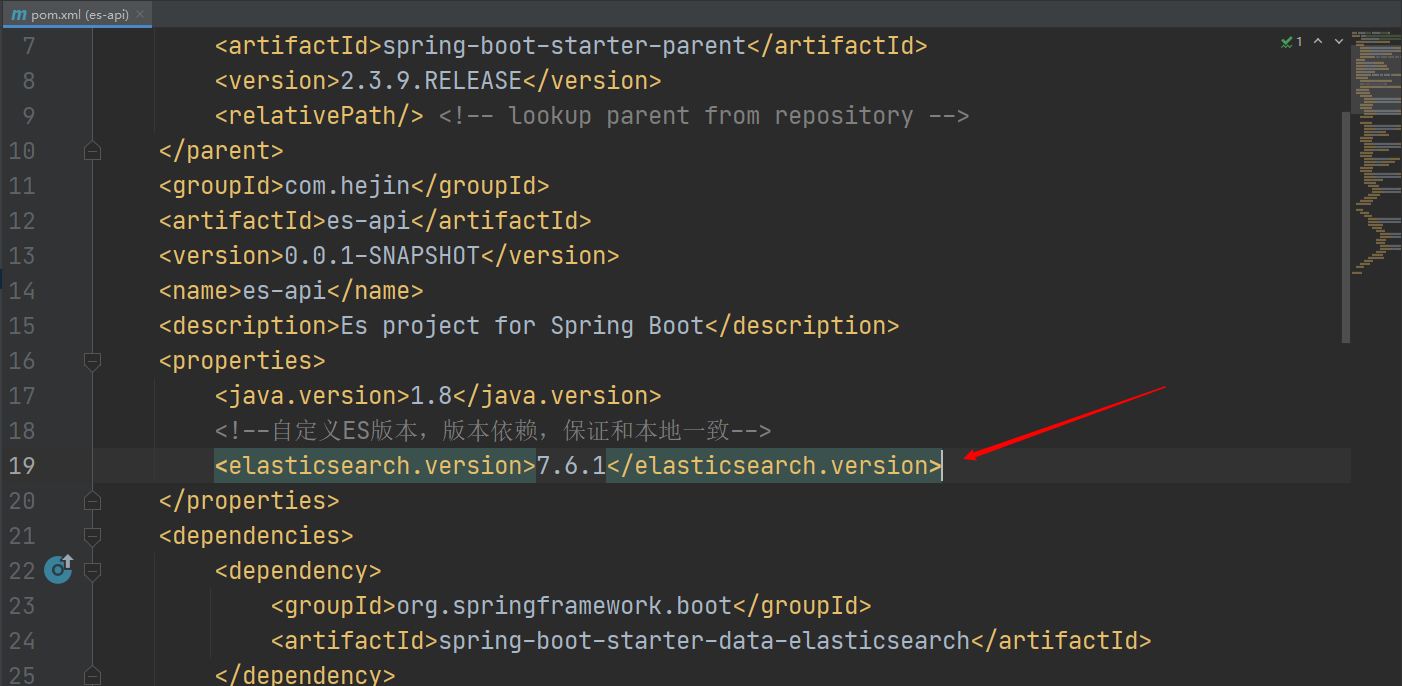 pom.xml (es-api)
1
7 <artifactId>spring-boot-starter-parent</artifactId>
8 <version>2.3.9.RELEASE</version>
9 <relativePath/> <!-- lookup parent from repository -->
10 </parent>
11 <groupId>com.hejin</groupId>
12 <artifactId>es-api</artifactId>
13 <version>0.0.1-SNAPSHOT</version>
14 <name>es-api</name>
15 <description>Es project for Spring Boot</description>
16 <properties>
17 <java.version>1.8</java.version>
18 <!--自定义ES版本，版本依赖，保证和本地一致-->
19 <elasticsearch.version>7.6.1</elasticsearch.version>
20 </properties>
21 <dependencies>
22 <dependency>
23 <groupId>org.springframework.boot</groupId>
24 <artifactId>spring-boot-starter-data-elasticsearch</artifactId>
25 </dependency>